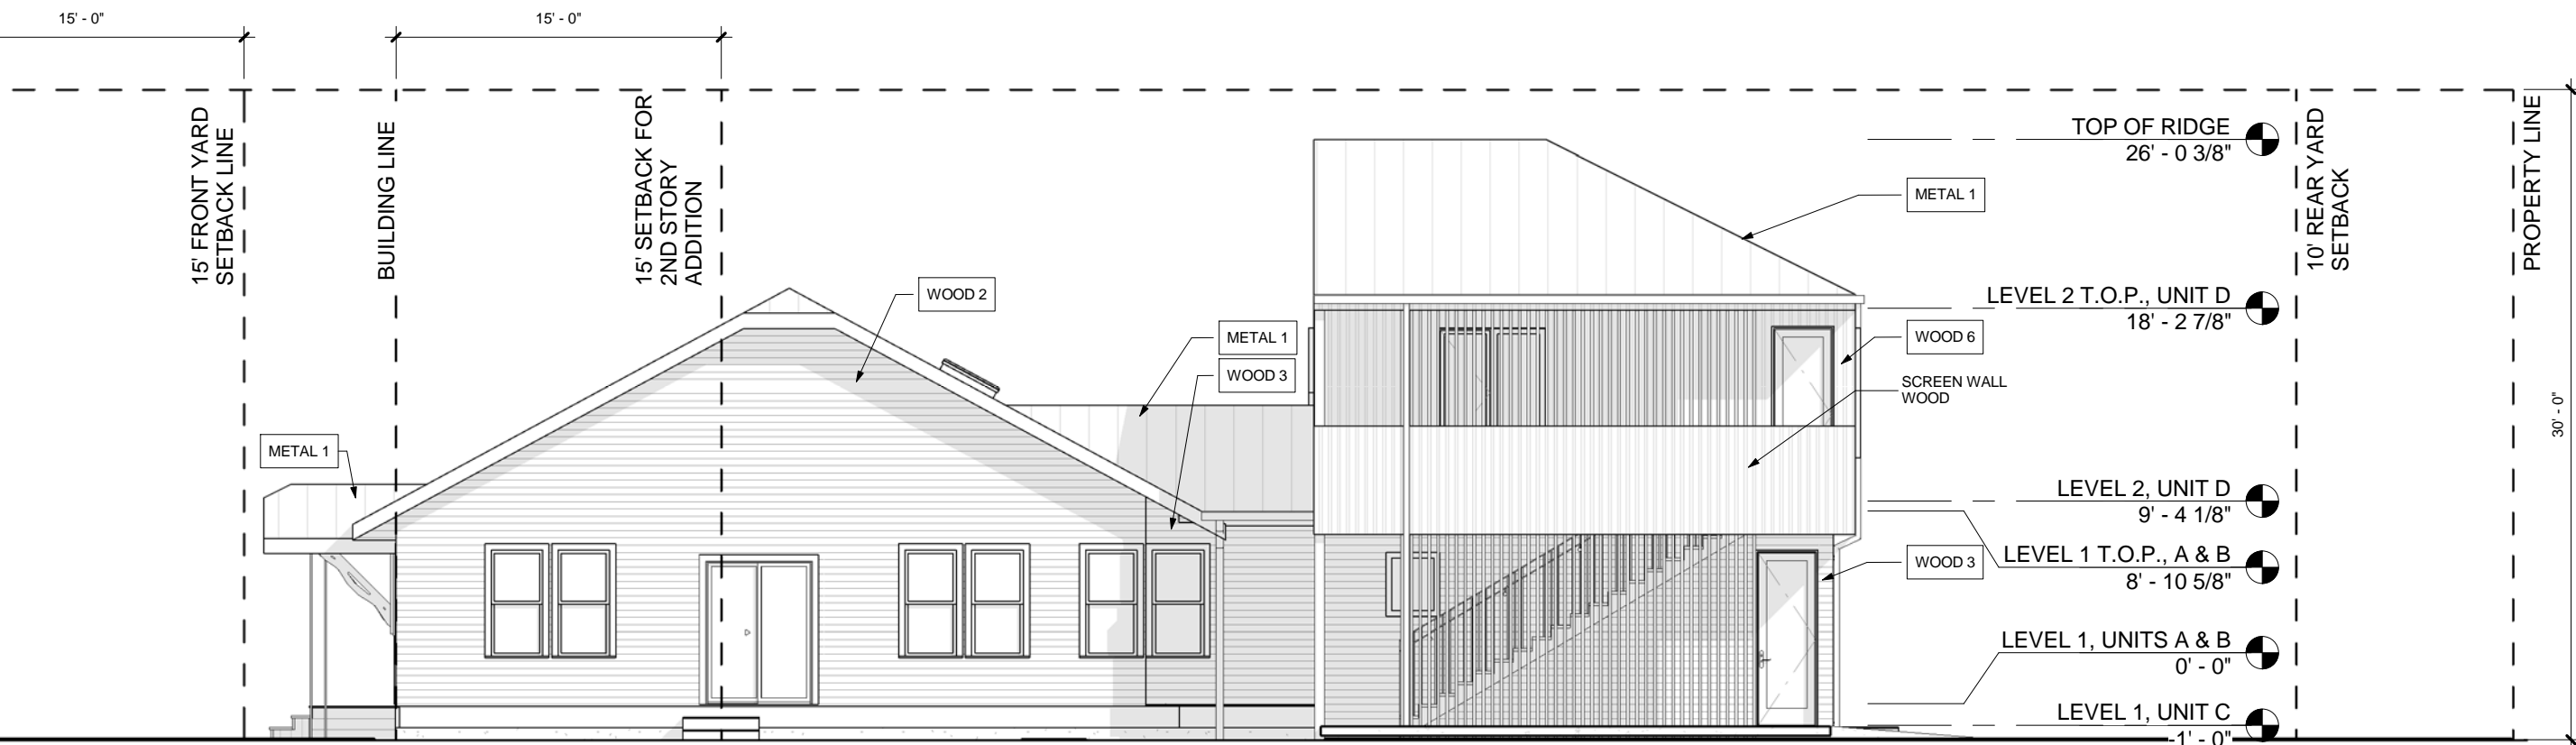 15' - 0"
15' - 0"
15' FRONT YARD
SETBACK LINE
BUILDING LINE
15' SETBACK FOR
2ND STORY
ADDITION
TOP OF RIDGE
26' - 0 3/8"
10' REAR YARD
SETBACK
PROPERTY LINE
METAL 1
LEVEL 2 T.O.P., UNIT D
18' - 2 7/8"
WOOD 2
METAL 1
WOOD 3
WOOD 6
SCREEN WALL
WOOD
METAL 1
30' - 0"
LEVEL 2, UNIT D
9' - 4 1/8"
WOOD 3
LEVEL 1 T.O.P., A & B
8' - 10 5/8"
LEVEL 1, UNITS A & B
0' - 0"
LEVEL 1, UNIT C
-1' - 0"